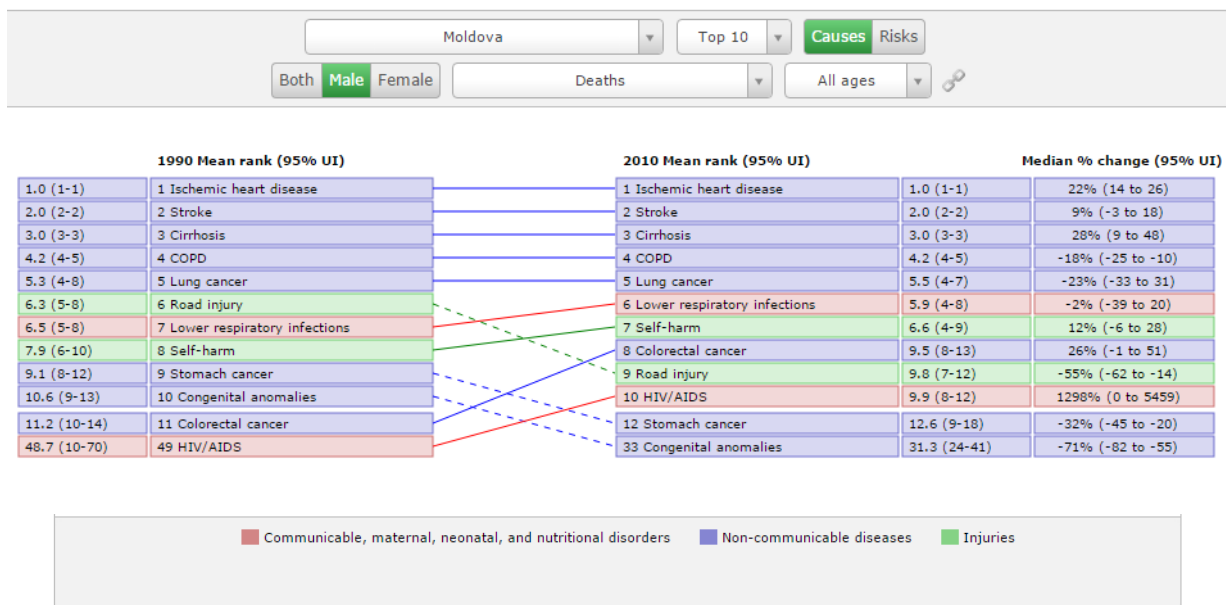 Moldova Top 10 Causes Risks
Both Male Female Deaths All ages
1990 Mean rank (95% UI) 2010 Mean rank (95% UI) Median % change (95% UI)
1.0 (1-1) 1 Ischemic heart disease 1 Ischemic heart disease 1.0 (1-1) 22% (14 to 26)
2.0 (2-2) 2 Stroke 2 Stroke 2.0 (2-2) 9% (-3 to 18)
3.0 (3-3) 3 Cirrhosis 3 Cirrhosis 3.0 (3-3) 28% (9 to 48)
4.2 (4-5) 4 COPD 4 COPD 4.2 (4-5) -18% (-25 to -10)
5.3 (4-8) 5 Lung cancer 5 Lung cancer 5.5 (4-7) -23% (-33 to 31)
6.3 (5-8) 6 Road injury 6 Lower respiratory infections 5.9 (4-8) -2% (-39 to 20)
6.5 (5-8) 7 Lower respiratory infections 7 Self-harm 6.6 (4-9) 12% (-6 to 28)
7.9 (6-10) 8 Self-harm 8 Colorectal cancer 9.5 (8-13) 26% (-1 to 51)
9.1 (8-12) 9 Stomach cancer 9 Road injury 9.8 (7-12) -55% (-62 to -14)
10.6 (9-13) 10 Congenital anomalies 10 HIV/AIDS 9.9 (8-12) 1298% (0 to 5459)
11.2 (10-14) 11 Colorectal cancer 12 Stomach cancer 12.6 (9-18) -32% (-45 to -20)
48.7 (10-70) 49 HIV/AIDS 33 Congenital anomalies 31.3 (24-41) -71% (-82 to -55)
Communicable, maternal, neonatal, and nutritional disorders Non-communicable diseases Injuries